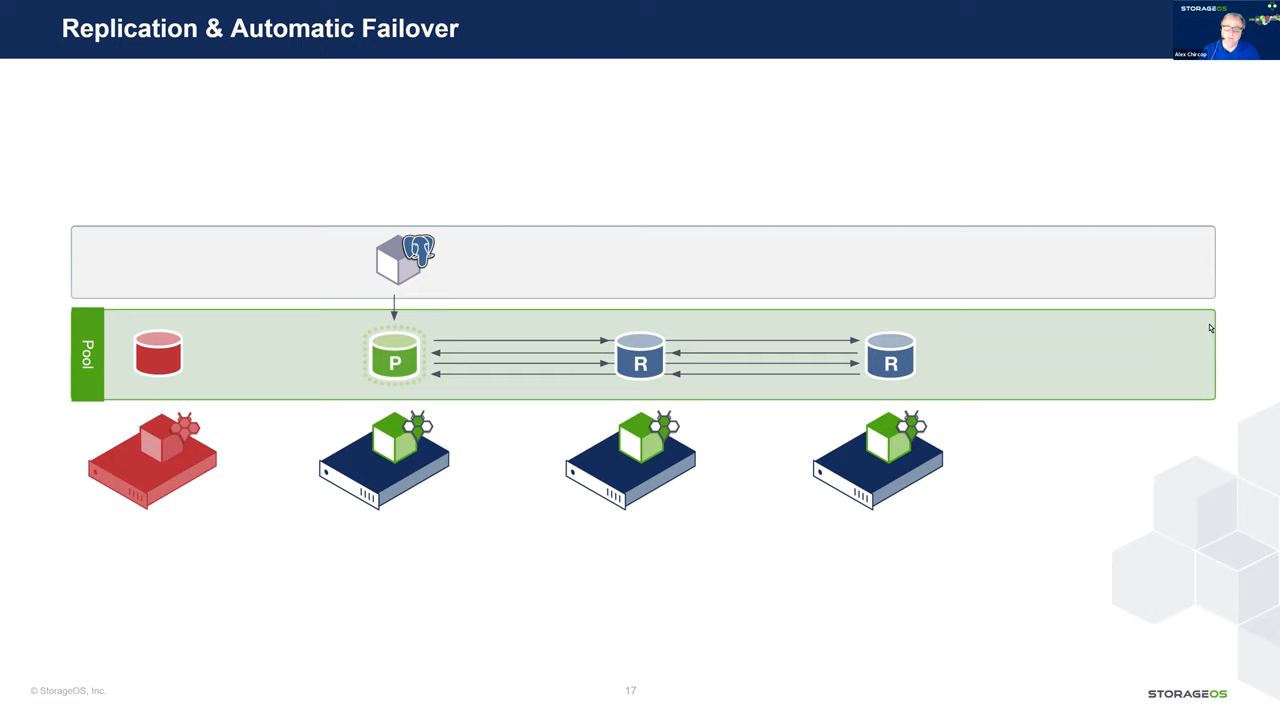 Replication & Automatic Failover
STORAGEOS
Alex Chircop
Pool
P
R
R
© StorageOS, Inc.
17
STORAGEOS